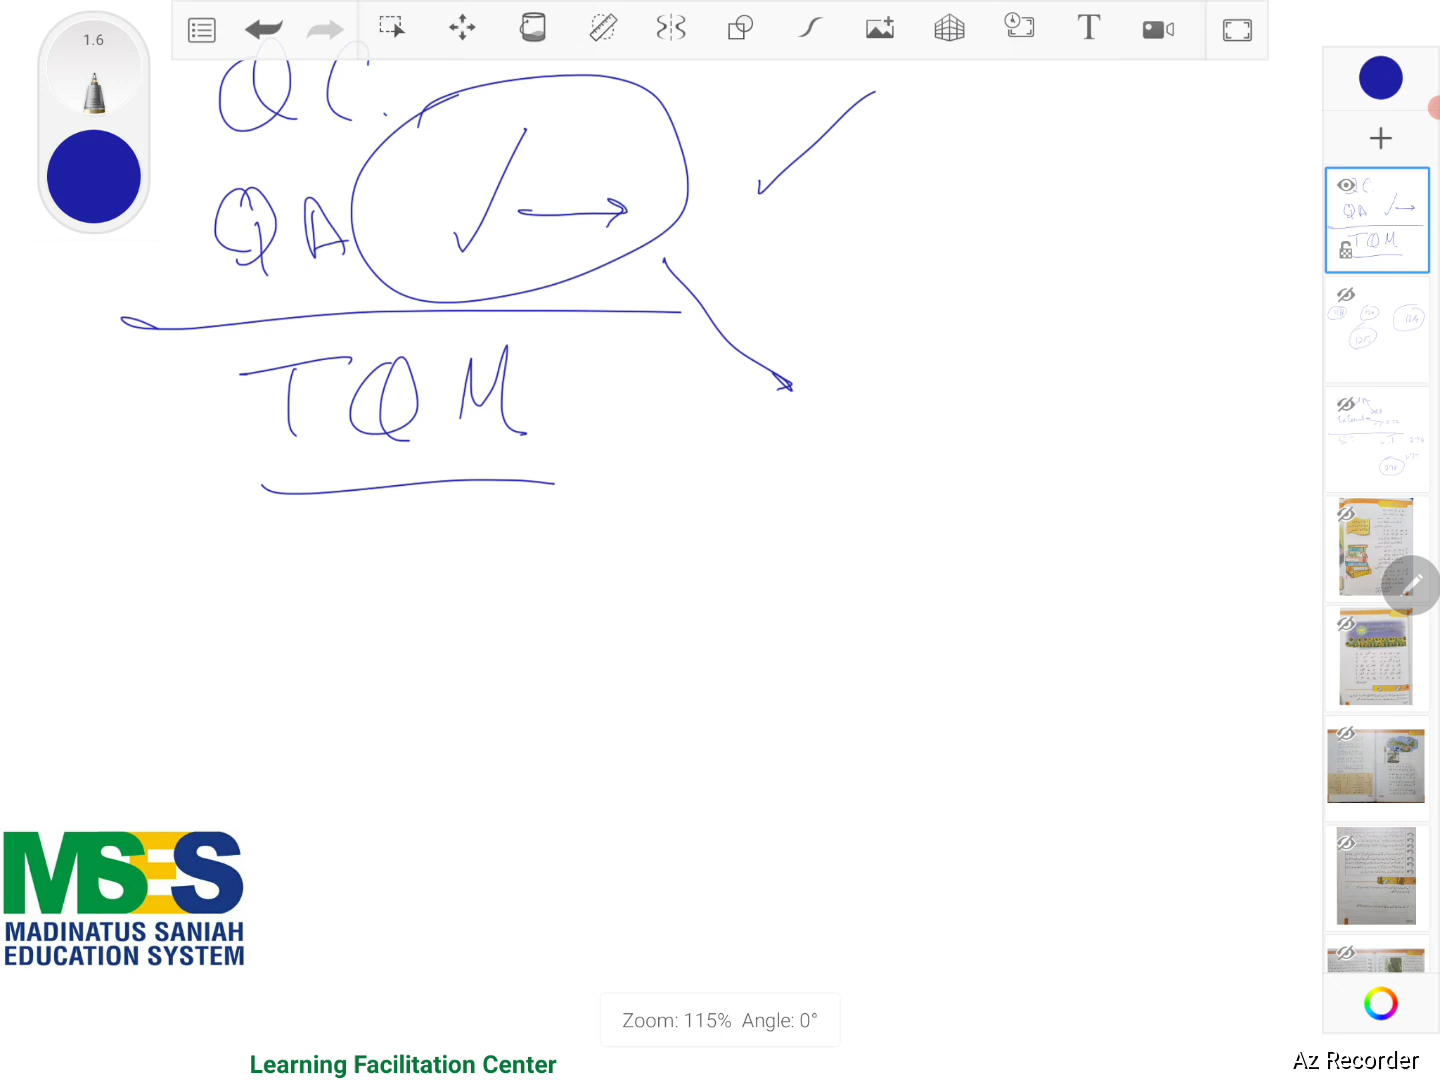 1.6
QC.
QA
TQM
MSES
MADINATUS SANIAH
EDUCATION SYSTEM
Zoom: 115% Angle: 0°
Learning Facilitation Center
Az Recorder